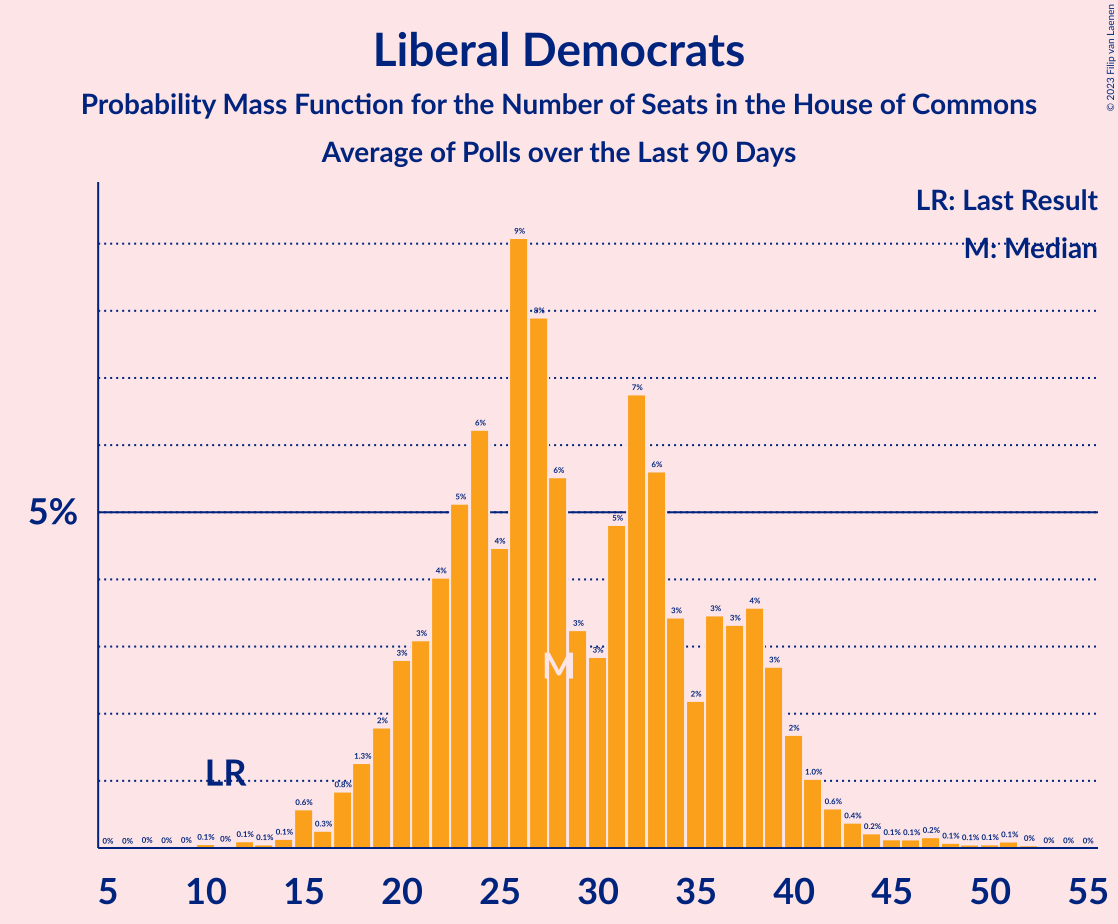 Liberal Democrats
Probability Mass Function for the Number of Seats in the House of Commons
Average of Polls over the Last 90 Days
© 2023 Filip van Laenen
LR: Last Result
M: Median
5%
0% 0% 0% 0% 0% 0.1% 0% 0.1% 0.1% 0.1% 0.6% 0.3% 0.8% 1.3% 2% 3% 3% 4% 5% 6% 4% 9% 8% 6% 3% 3% 5% 7% 6% 3% 2% 3% 3% 4% 3% 2% 1.0% 0.6% 0.4% 0.2% 0.1% 0.1% 0.2% 0.1% 0.1% 0.1% 0.1% 0% 0% 0% 0%
LR
M
5 10 15 20 25 30 35 40 45 50 55